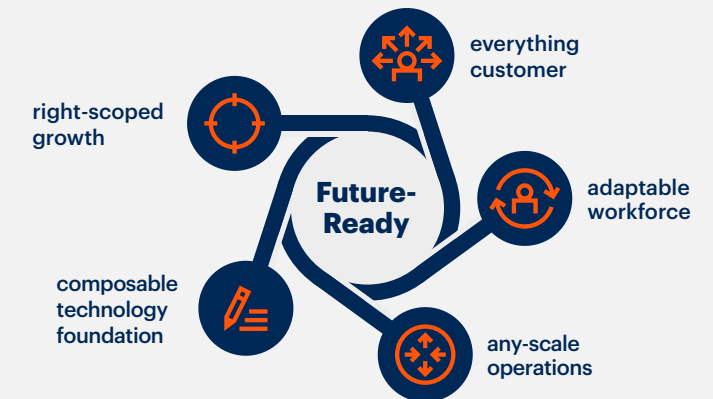 everything
customer
right-scoped
growth
Future-
Ready
adaptable
workforce
composable
technology
foundation
any-scale
operations